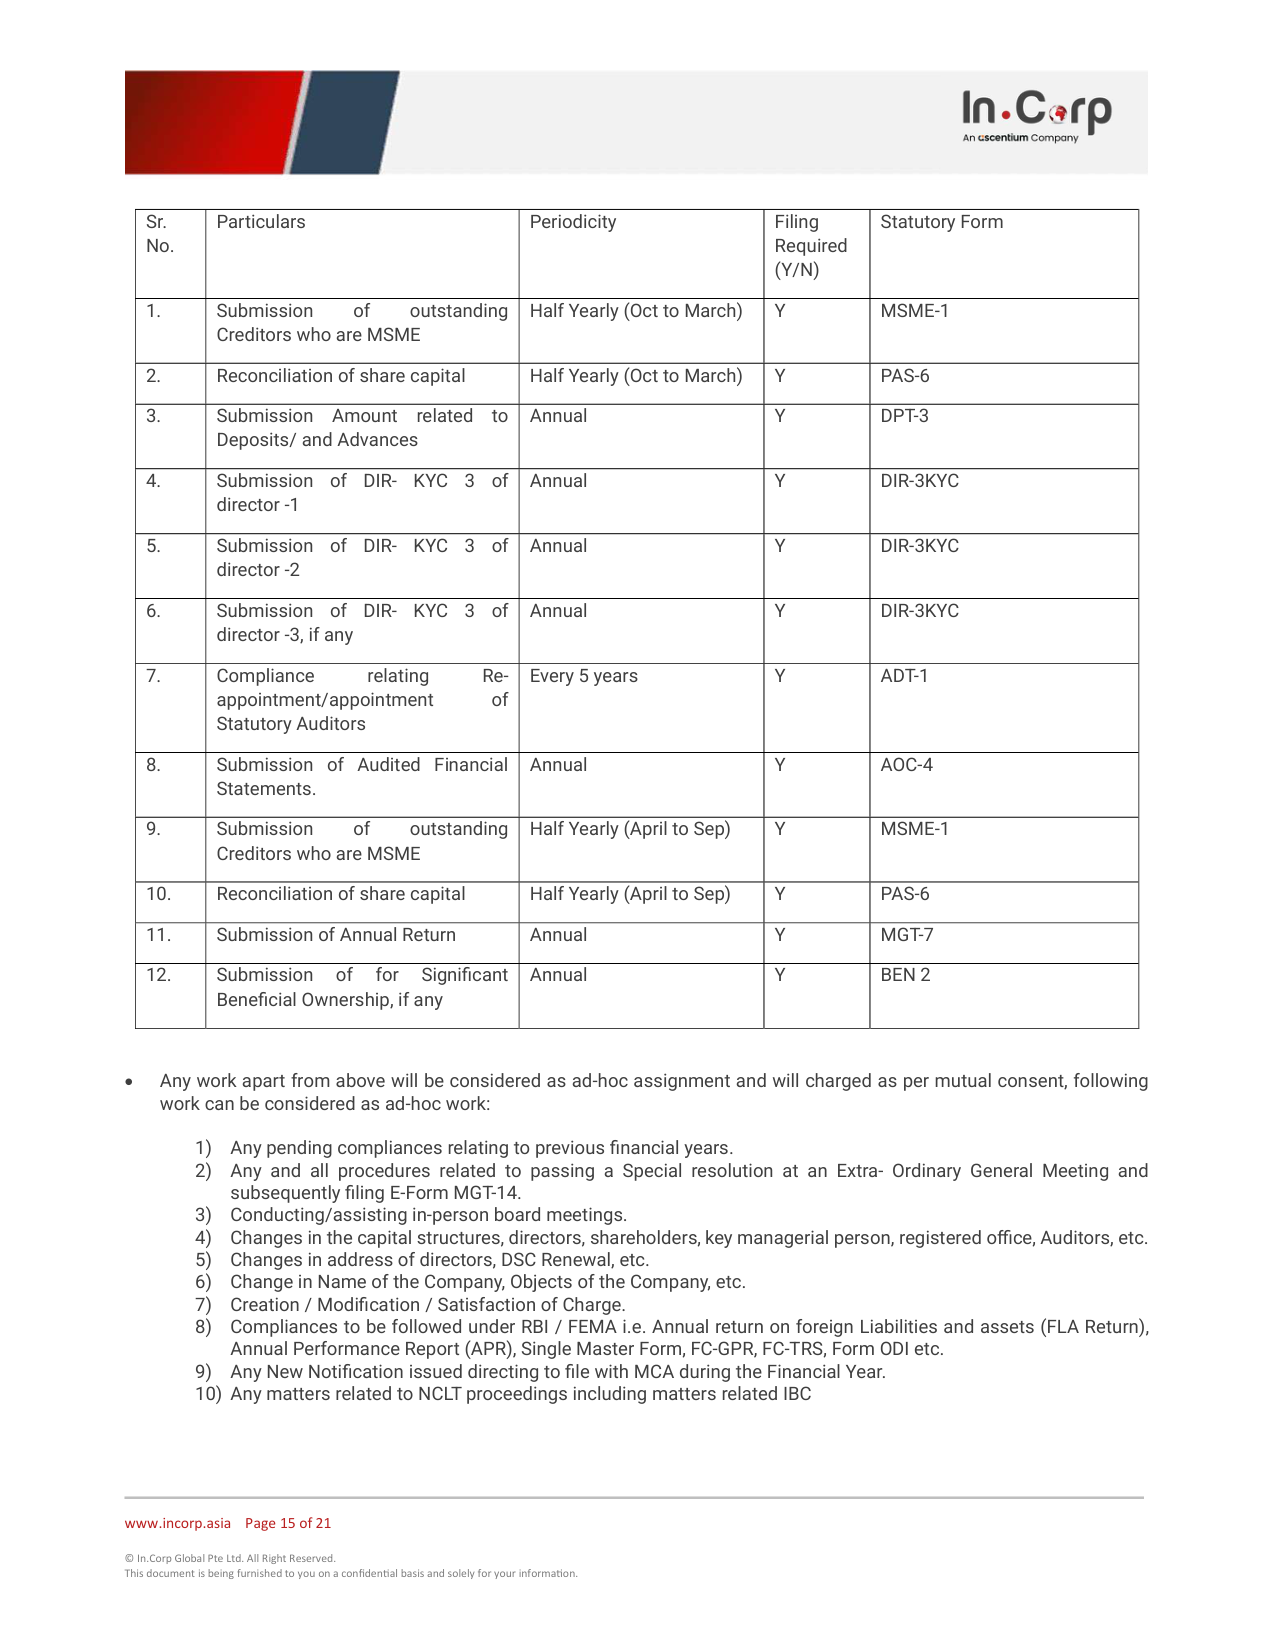 In.Corp
An ascentium Company
Sr. No. Particulars Periodicity Filing Required (Y/N) Statutory Form
1. Submission of outstanding Creditors who are MSME Half Yearly (Oct to March) Y MSME-1
2. Reconciliation of share capital Half Yearly (Oct to March) Y PAS-6
3. Submission Amount related to Deposits/ and Advances Annual Y DPT-3
4. Submission of DIR- KYC 3 of director -1 Annual Y DIR-3KYC
5. Submission of DIR- KYC 3 of director -2 Annual Y DIR-3KYC
6. Submission of DIR- KYC 3 of director -3, if any Annual Y DIR-3KYC
7. Compliance relating Re-appointment/appointment of Statutory Auditors Every 5 years Y ADT-1
8. Submission of Audited Financial Statements. Annual Y AOC-4
9. Submission of outstanding Creditors who are MSME Half Yearly (April to Sep) Y MSME-1
10. Reconciliation of share capital Half Yearly (April to Sep) Y PAS-6
11. Submission of Annual Return Annual Y MGT-7
12. Submission of for Significant Beneficial Ownership, if any Annual Y BEN 2
• Any work apart from above will be considered as ad-hoc assignment and will charged as per mutual consent, following
work can be considered as ad-hoc work:
1) Any pending compliances relating to previous financial years.
2) Any and all procedures related to passing a Special resolution at an Extra- Ordinary General Meeting and
subsequently filing E-Form MGT-14.
3) Conducting/assisting in-person board meetings.
4) Changes in the capital structures, directors, shareholders, key managerial person, registered office, Auditors, etc.
5) Changes in address of directors, DSC Renewal, etc.
6) Change in Name of the Company, Objects of the Company, etc.
7) Creation / Modification / Satisfaction of Charge.
8) Compliances to be followed under RBI / FEMA i.e. Annual return on foreign Liabilities and assets (FLA Return),
Annual Performance Report (APR), Single Master Form, FC-GPR, FC-TRS, Form ODI etc.
9) Any New Notification issued directing to file with MCA during the Financial Year.
10) Any matters related to NCLT proceedings including matters related IBC
www.incorp.asia Page 15 of 21
© In.Corp Global Pte Ltd. All Right Reserved.
This document is being furnished to you on a confidential basis and solely for your information.